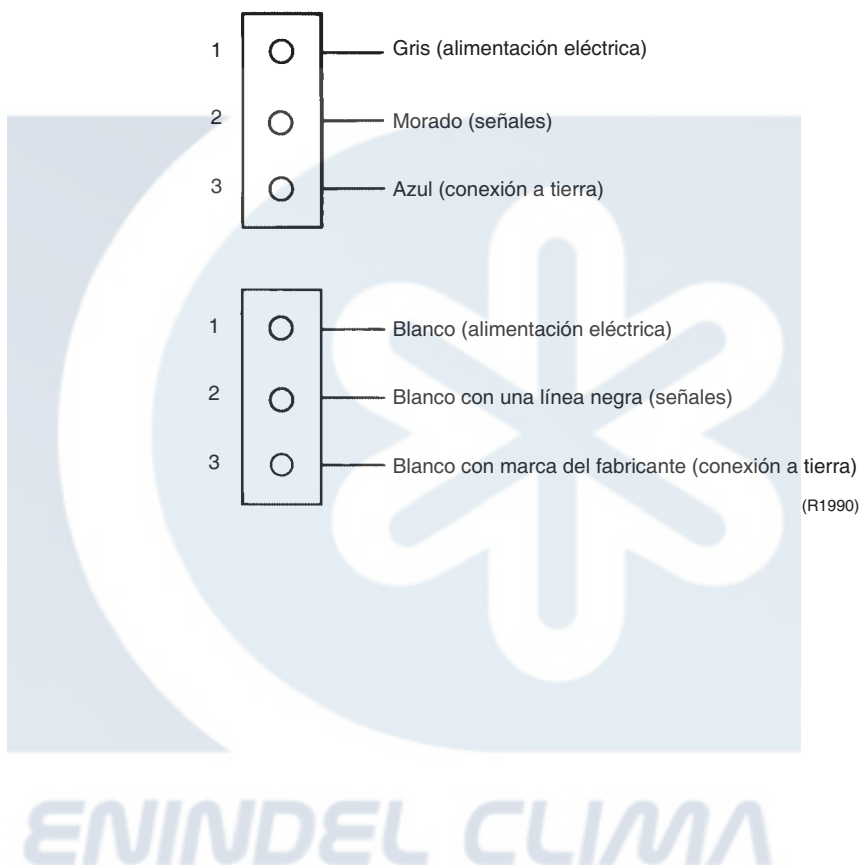 1 Gris (alimentación eléctrica)
2 Morado (señales)
3 Azul (conexión a tierra)
1 Blanco (alimentación eléctrica)
2 Blanco con una línea negra (señales)
3 Blanco con marca del fabricante (conexión a tierra)
(R1990)
ENINDEL CLIMA